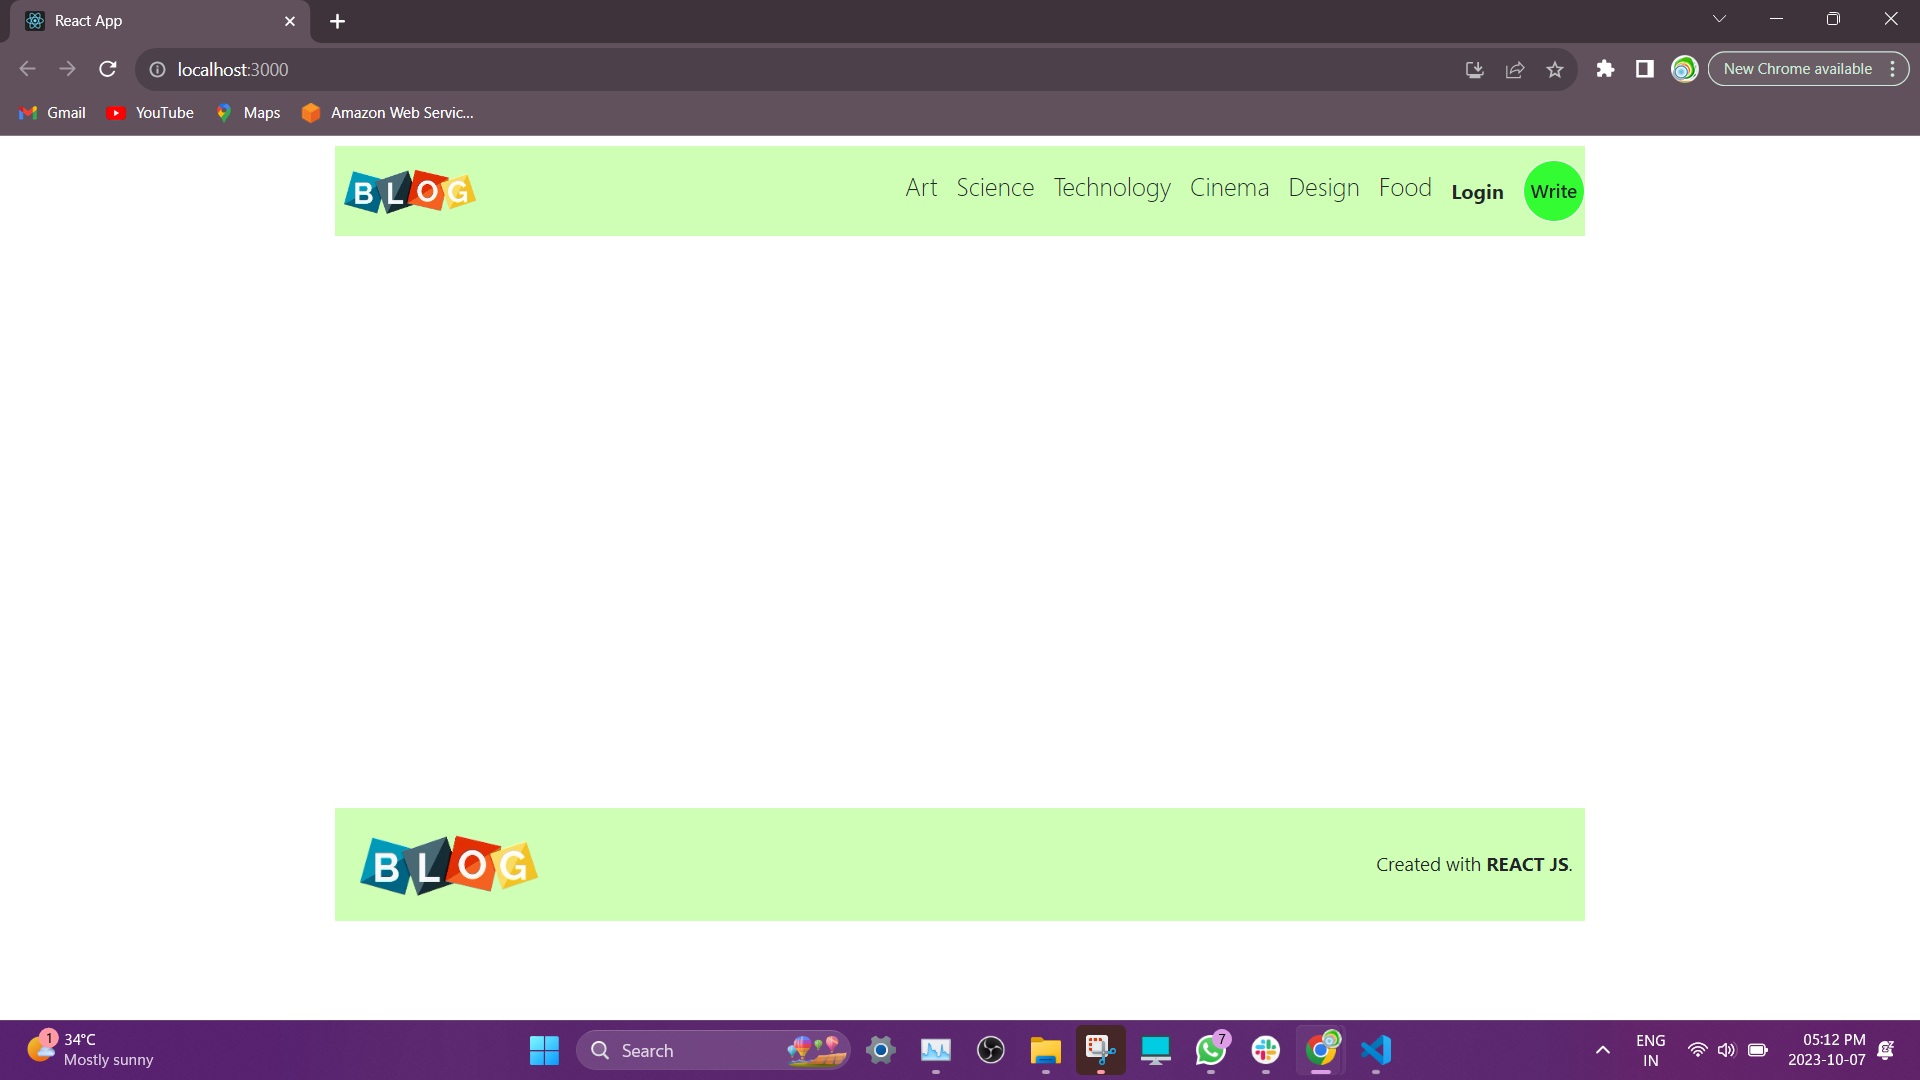 React App
localhost:3000
New Chrome available
Gmail
YouTube
Maps
Amazon Web Servic...
BLOG
Art
Science
Technology
Cinema
Design
Food
Login
Write
BLOG
Created with REACT JS.
1
34°C
Mostly sunny
Search
7
ENG
IN
05:12 PM
2023-10-07